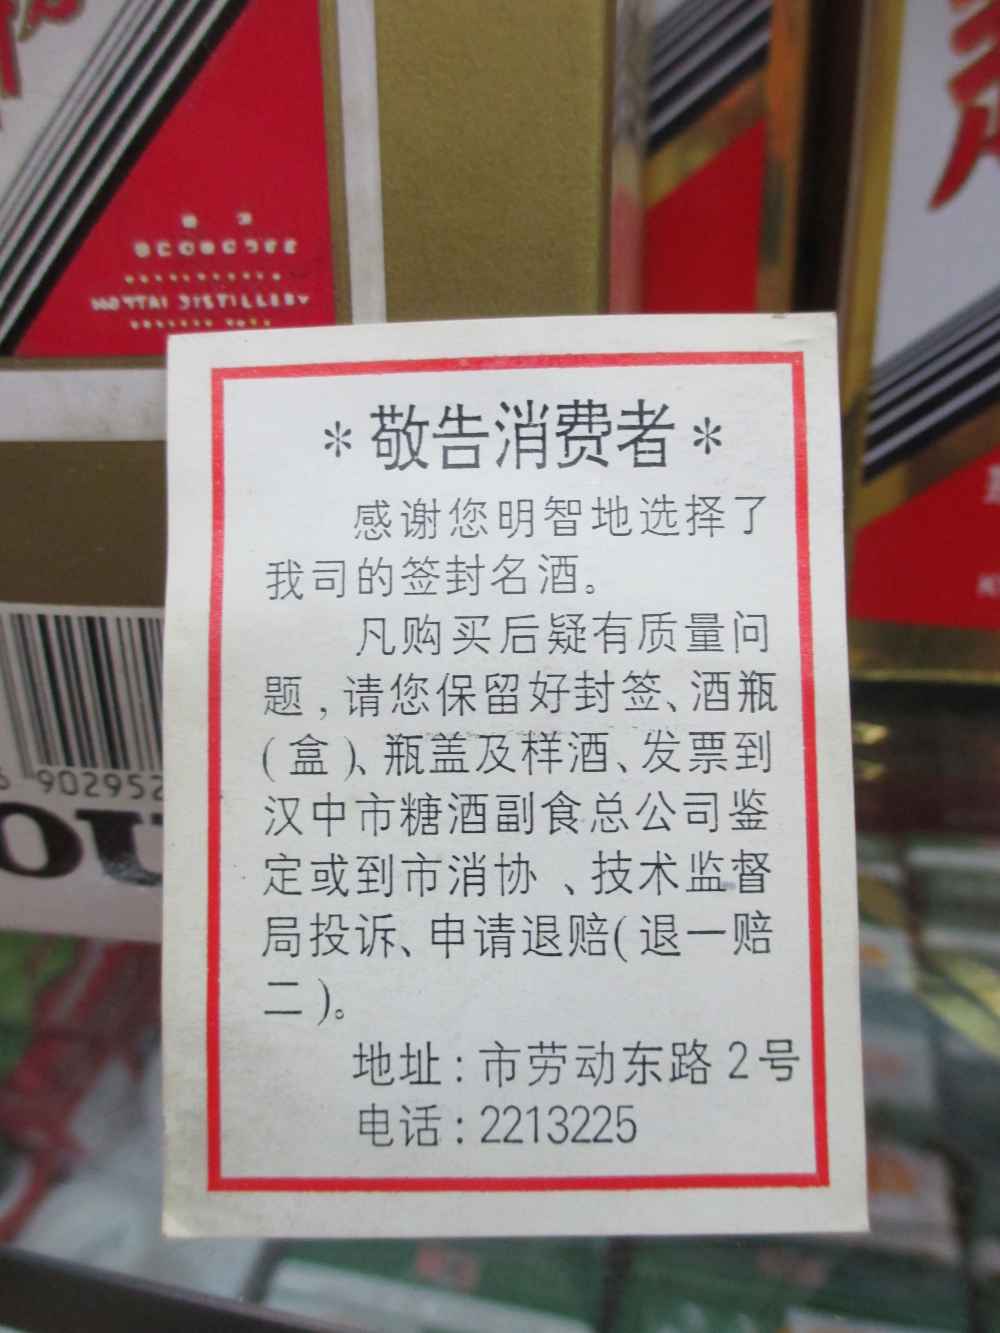 MOUTAI DISTILLERY
＊敬告消费者＊
感谢您明智地选择了
我司的签封名酒。
凡购买后疑有质量问
题,请您保留好封签、酒瓶
(盒)、瓶盖及样酒、发票到
汉中市糖酒副食总公司鉴
定或到市消协、技术监督
局投诉、申请退赔(退一赔
二)。
地址:市劳动东路2号
电话:2213225
902952
OU